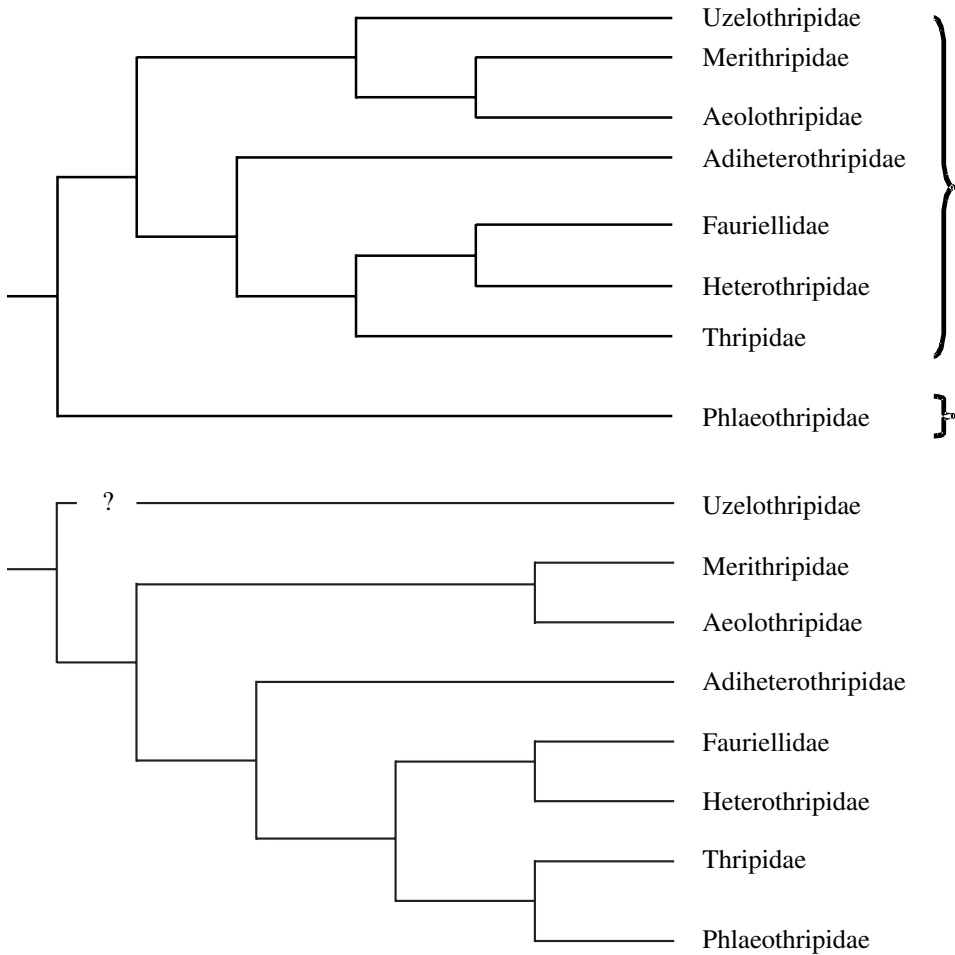 Uzelothripidae
Merithripidae
Aeolothripidae
Adiheterothripidae
Fauriellidae
Heterothripidae
Thripidae
Phlaeothripidae
? Uzelothripidae
Merithripidae
Aeolothripidae
Adiheterothripidae
Fauriellidae
Heterothripidae
Thripidae
Phlaeothripidae